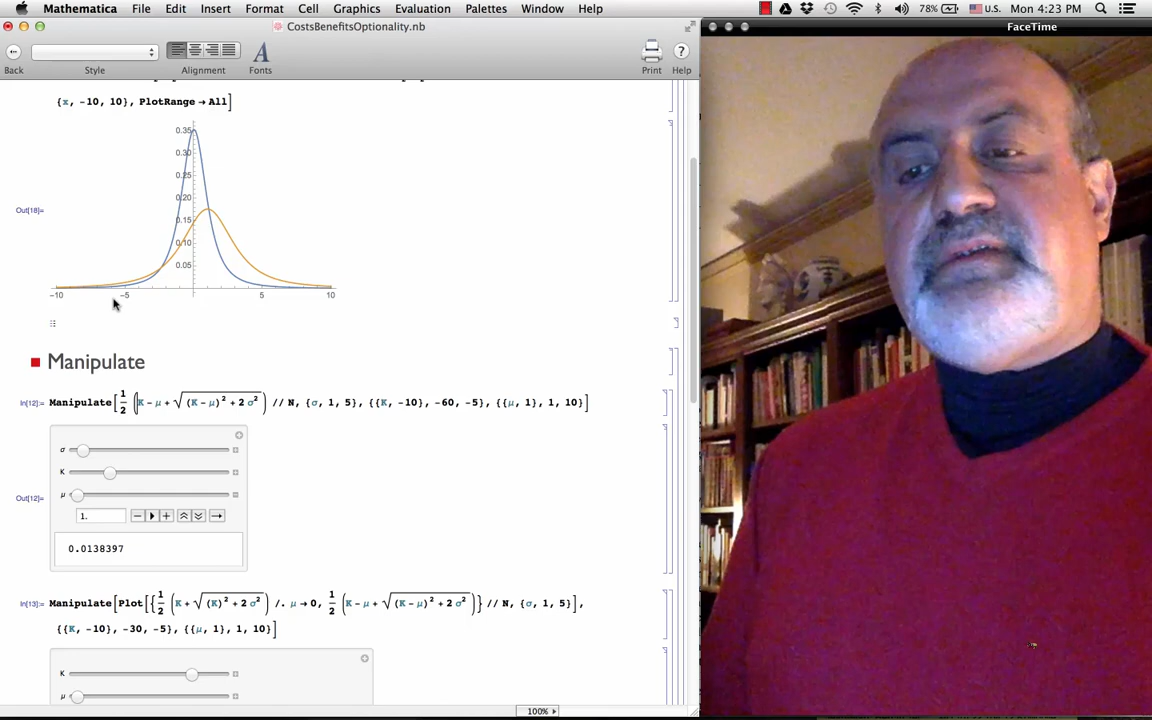 Mathematica File Edit Insert Format Cell Graphics Evaluation Palettes Window Help 78% U.S. Mon 4:23 PM
CostsBenefitsOptionality.nb
FaceTime
Back Style Alignment Fonts Print Help
{x, -10, 10}, PlotRange → All]
0.35
0.30
0.25
0.20
0.15
0.10
0.05
-10 -5 5 10
Out[18]=
Manipulate
In[12]:= Manipulate[1/2 (K - μ + √((K - μ)² + 2 σ²)) // N, {σ, 1, 5}, {{K, -10}, -60, -5}, {{μ, 1}, 1, 10}]
σ
K
μ
1.
Out[12]=
0.0138397
In[13]:= Manipulate[Plot[{1/2 (K + √((K)² + 2 σ²)) /. μ → 0, 1/2 (K - μ + √((K - μ)² + 2 σ²))} // N, {σ, 1, 5}],
{{K, -10}, -30, -5}, {{μ, 1}, 1, 10}]
K
μ
100%